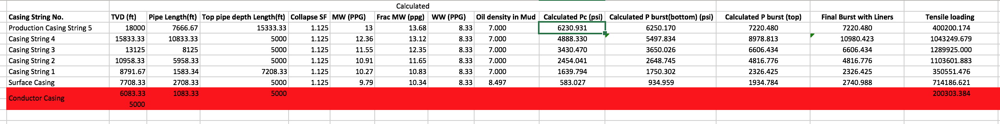 Calculated
Casing String No. TVD (ft) Pipe Length(ft) Top pipe depth Length(ft) Collapse SF MW (PPG) Frac MW (ppg) WW (PPG) Oil density in Mud Calculated Pc (psi) Calculated P burst(bottom) (psi) Calculated P burst (top) Final Burst with Liners Tensile loading
Production Casing String 5 18000 7666.67 15333.33 1.125 13 13.68 8.33 7.000 6230.931 6250.170 7220.480 7220.480 400200.174
Casing String 4 15833.33 10833.33 5000 1.125 12.36 13.12 8.33 7.000 4888.330 5497.834 8978.813 10980.423 1043249.679
Casing String 3 13125 8125 5000 1.125 11.55 12.35 8.33 7.000 3430.470 3650.026 6606.434 6606.434 1289925.000
Casing String 2 10958.33 5958.33 5000 1.125 10.91 11.65 8.33 7.000 2454.041 2648.745 4816.776 4816.776 1103601.883
Casing String 1 8791.67 1583.34 7208.33 1.125 10.27 10.83 8.33 7.000 1639.794 1750.302 2326.425 2326.425 350551.476
Surface Casing 7708.33 2708.33 5000 1.125 9.79 10.34 8.33 8.497 583.027 934.959 1934.784 2740.988 714186.621
Conductor Casing 6083.33 1083.33 5000 200303.384
5000